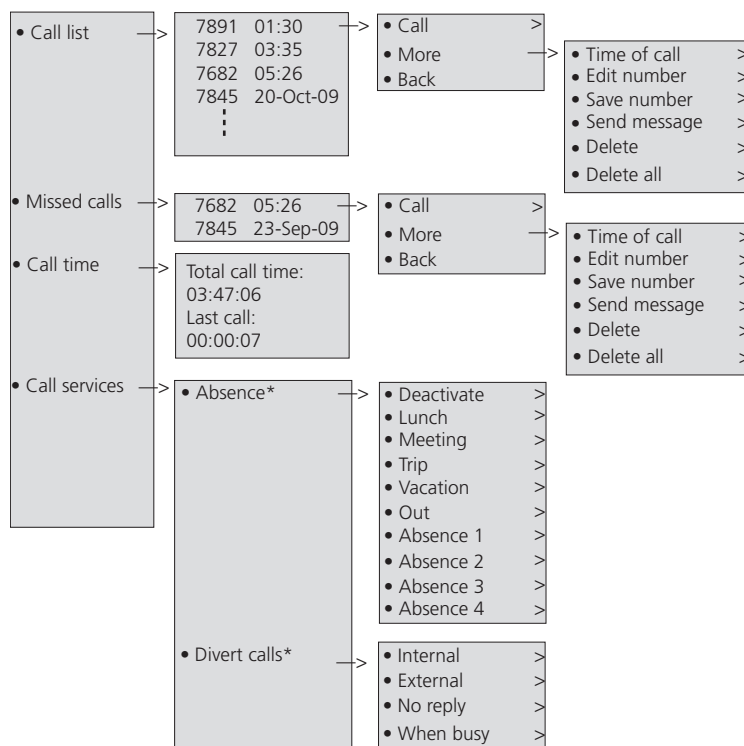 • Call list
7891 01:30
7827 03:35
7682 05:26
7845 20-Oct-09
• Call >
• More
• Back
• Time of call >
• Edit number >
• Save number >
• Send message >
• Delete >
• Delete all >
• Missed calls
7682 05:26
7845 23-Sep-09
• Call >
• More
• Back
• Time of call >
• Edit number >
• Save number >
• Send message >
• Delete >
• Delete all >
• Call time
Total call time:
03:47:06
Last call:
00:00:07
• Call services
• Absence*
• Deactivate >
• Lunch >
• Meeting >
• Trip >
• Vacation >
• Out >
• Absence 1 >
• Absence 2 >
• Absence 3 >
• Absence 4 >
• Divert calls*
• Internal >
• External >
• No reply >
• When busy >